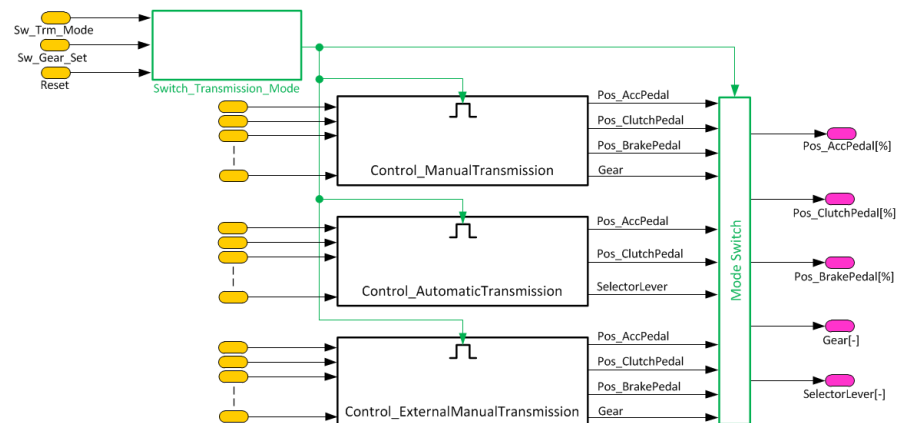 Sw_Trm_Mode
Sw_Gear_Set
Reset
Switch_Transmission_Mode
Pos_AccPedal
Pos_ClutchPedal
Pos_BrakePedal
Gear
Control_ManualTransmission
Pos_AccPedal
Pos_ClutchPedal
SelectorLever
Control_AutomaticTransmission
Pos_AccPedal
Pos_ClutchPedal
Pos_BrakePedal
Gear
Control_ExternalManualTransmission
Mode Switch
Pos_AccPedal[%]
Pos_ClutchPedal[%]
Pos_BrakePedal[%]
Gear[-]
SelectorLever[-]